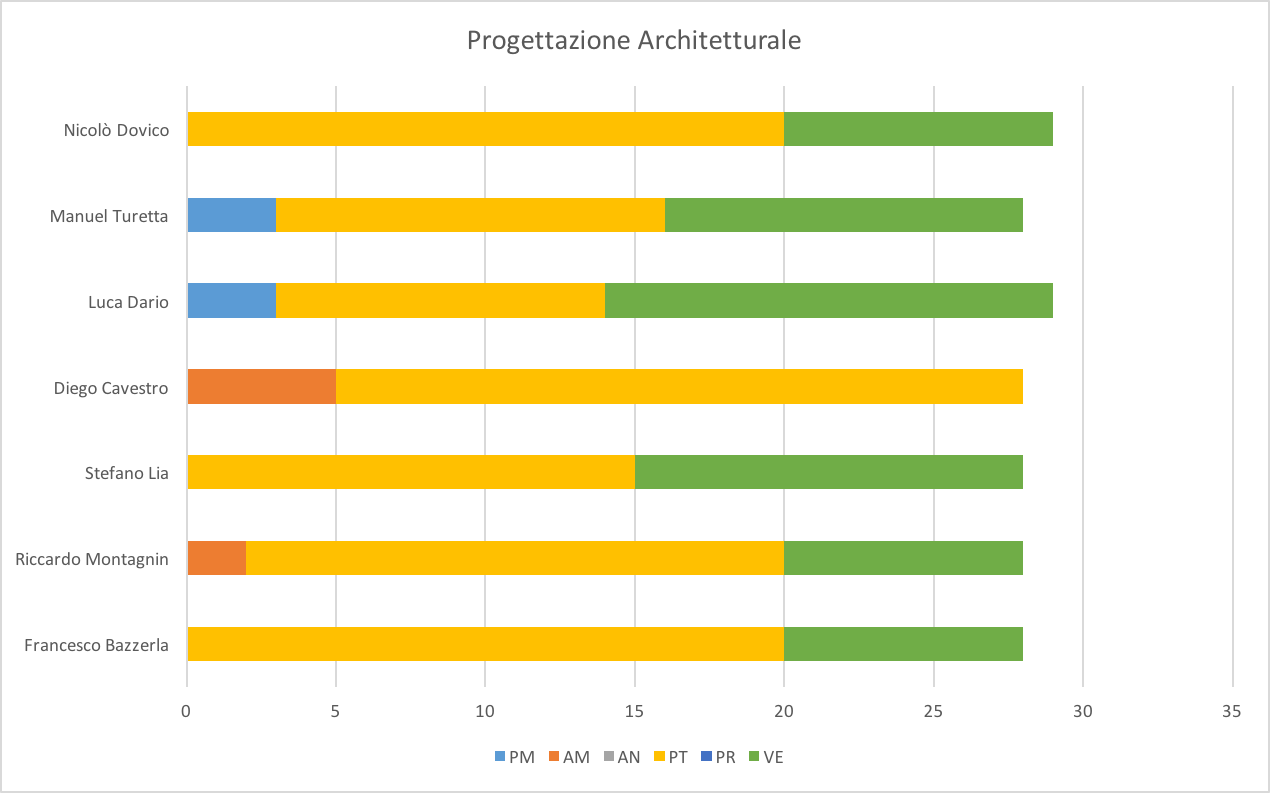 Progettazione Architetturale
Nicolò Dovico
Manuel Turetta
Luca Dario
Diego Cavestro
Stefano Lia
Riccardo Montagnin
Francesco Bazzerla
0 5 10 15 20 25 30 35
PM AM AN PT PR VE